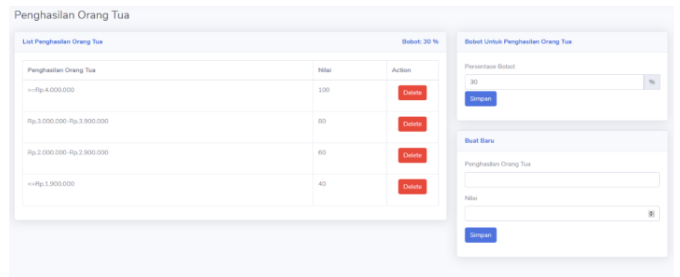 Penghasilan Orang Tua
List Penghasilan Orang Tua
Bobot: 30 %
Penghasilan Orang Tua Nilai Action
>=Rp.4.000.000 100 Delete
Rp.3.000.000-Rp.3.900.000 80 Delete
Rp.2.000.000-Rp.2.900.000 60 Delete
<=Rp.1.900.000 40 Delete
Bobot Untuk Penghasilan Orang Tua
Persentase Bobot
30 %
Simpan
Buat Baru
Penghasilan Orang Tua
Nilai
Simpan